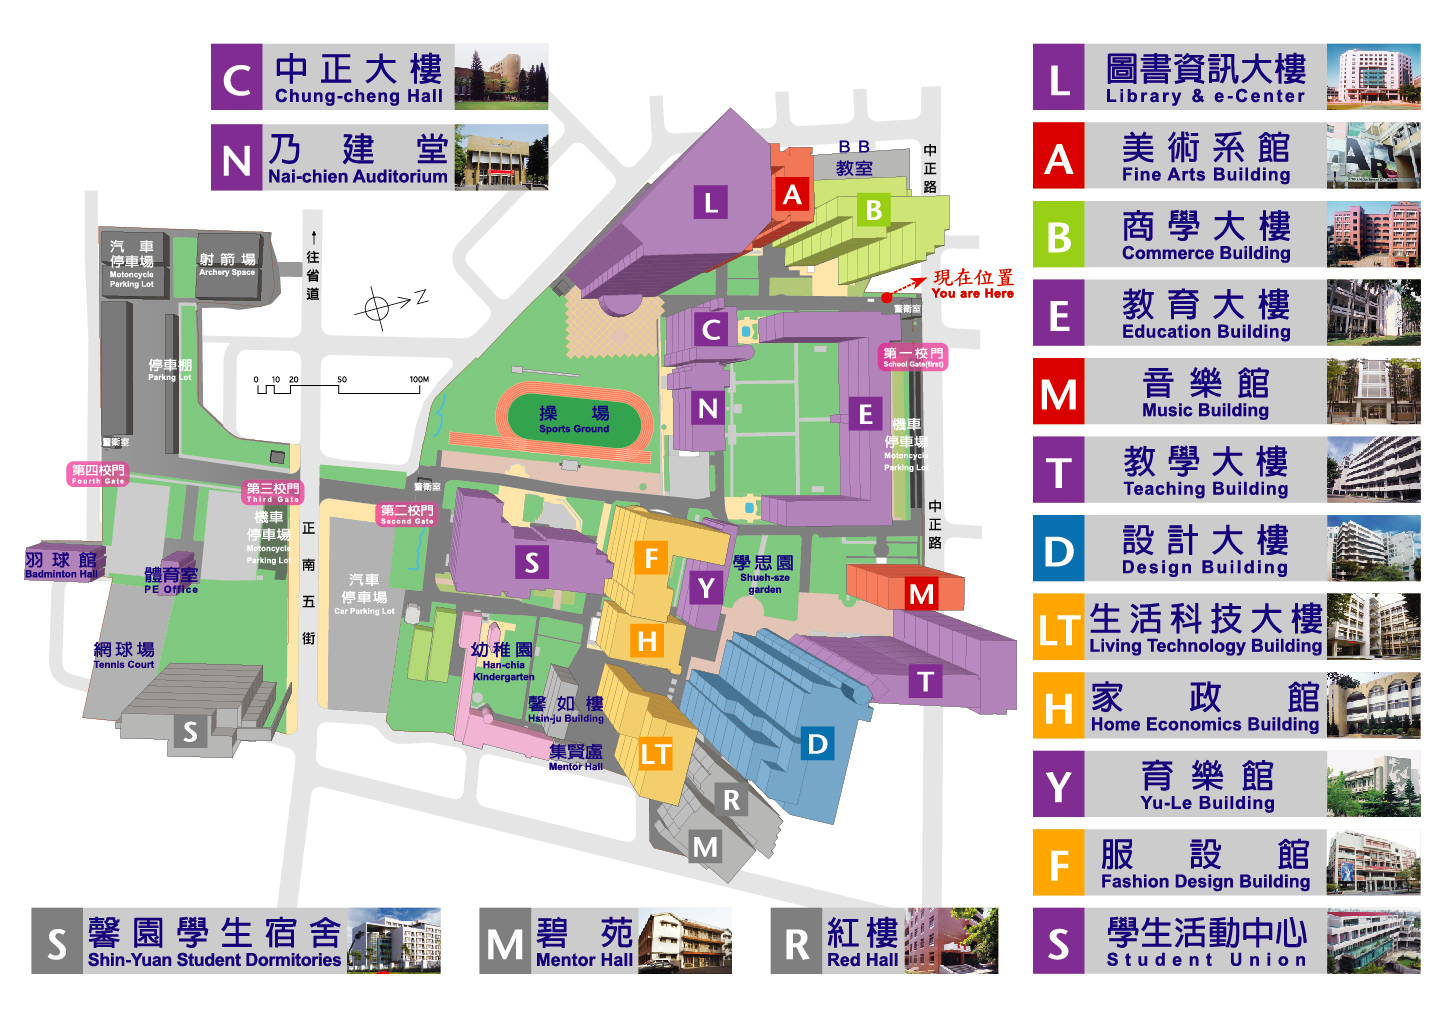 C
中正大樓
Chung-cheng Hall
N
乃建堂
Nai-chien Auditorium
L
圖書資訊大樓
Library & e-Center
A
美術系館
Fine Arts Building
B
商學大樓
Commerce Building
E
教育大樓
Education Building
M
音樂館
Music Building
T
教學大樓
Teaching Building
D
設計大樓
Design Building
LT
生活科技大樓
Living Technology Building
H
家政館
Home Economics Building
Y
育樂館
Yu-Le Building
F
服設館
Fashion Design Building
S
學生活動中心
Student Union
BB
教室
中正路
L
A
B
現在位置
You are Here
警衛室
汽車
停車場
Motoncycle
Parking Lot
射箭場
Archery Space
往省道
Z
停車棚
Parkng Lot
0 10 20 50 100M
C
N
E
第一校門
School Gate(first)
操場
Sports Ground
機車
停車場
Motoncycle
Parking Lot
警衛室
第四校門
Fourth Gate
第三校門
Third Gate
警衛室
第二校門
Second Gate
機車
停車場
Motoncycle
Parking Lot
正南五街
中正路
羽球館
Badminton Hall
體育室
PE Office
汽車
停車場
Car Parking Lot
S
F
Y
學思園
Shueh-sze
garden
M
H
T
網球場
Tennis Court
幼稚園
Han-chia
Kindergarten
馨如樓
Hsin-ju Building
集賢盧
Mentor Hall
S
LT
D
R
M
S
馨園學生宿舍
Shin-Yuan Student Dormitories
M
碧苑
Mentor Hall
R
紅樓
Red Hall